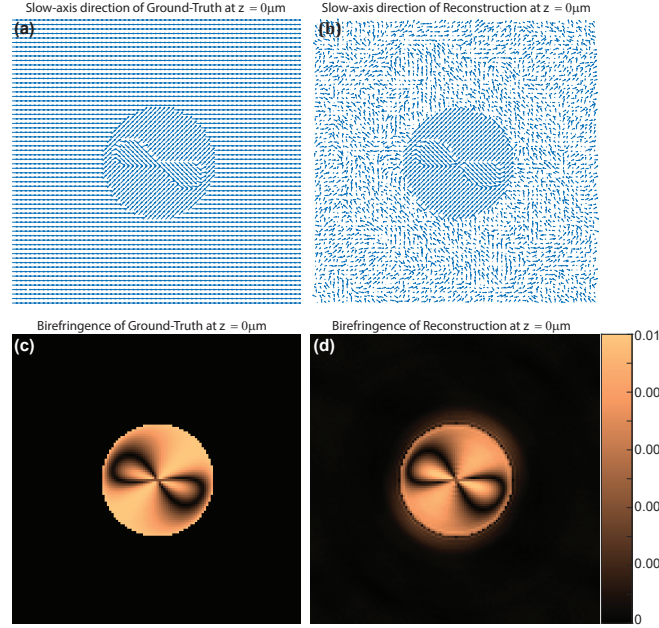 Slow-axis direction of Ground-Truth at z = 0μm
Slow-axis direction of Reconstruction at z = 0μm
(a)
(b)
Birefringence of Ground-Truth at z = 0μm
Birefringence of Reconstruction at z = 0μm
(c)
(d)
0.01
0.00
0.00
0.00
0.00
0